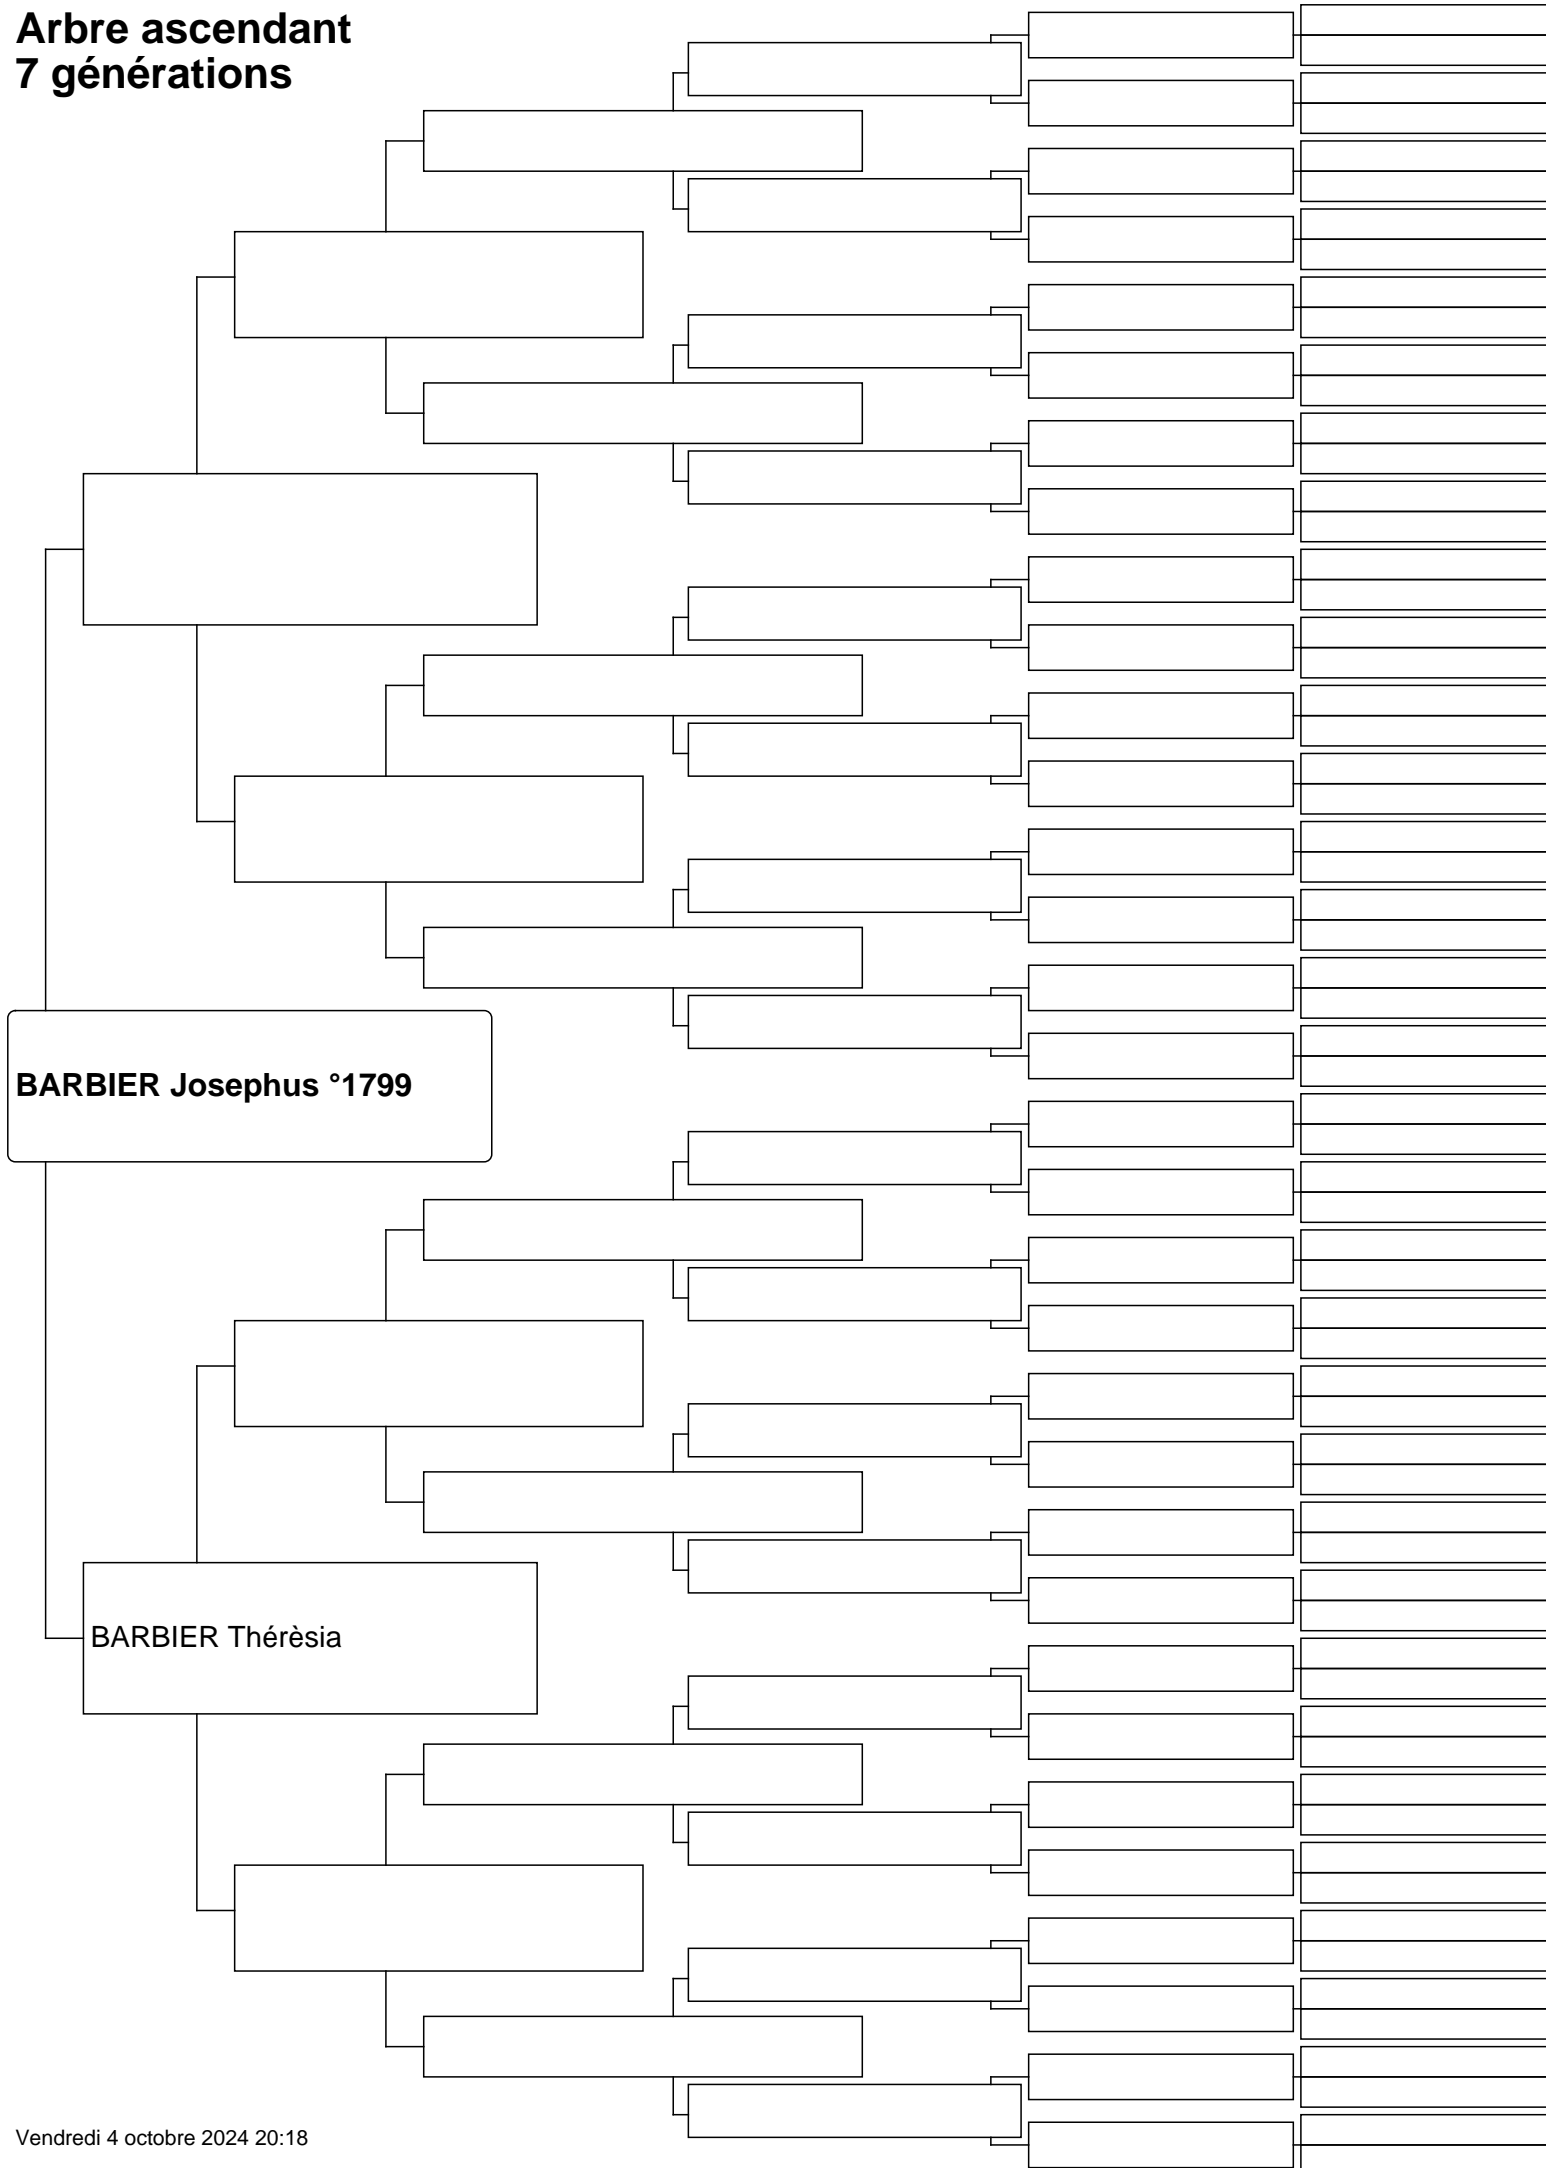 Arbre ascendant
7 générations
BARBIER Josephus °1799
BARBIER Thérèsia
Vendredi 4 octobre 2024 20:18